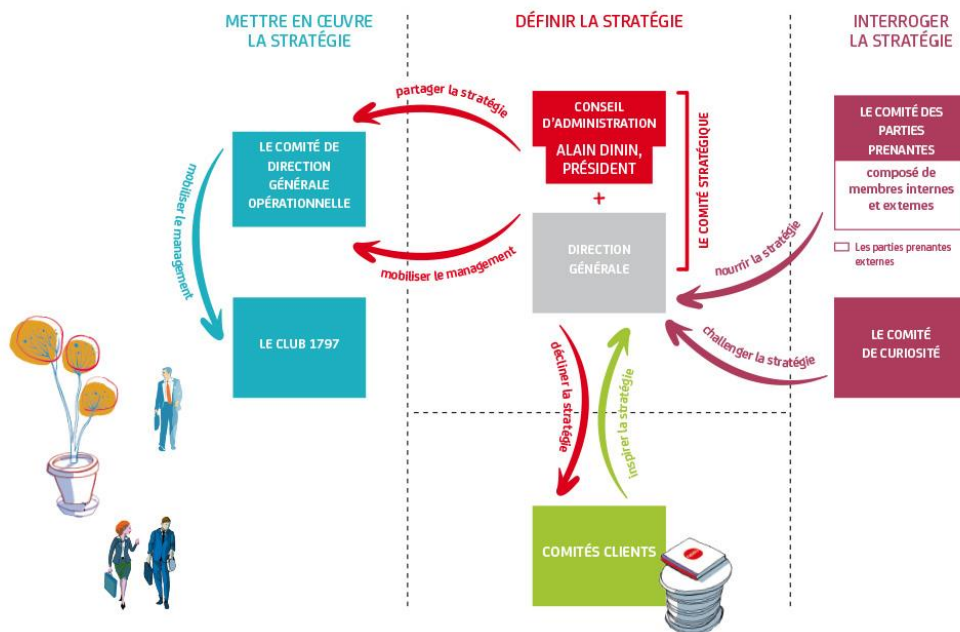 METTRE EN ŒUVRE
LA STRATÉGIE
DÉFINIR LA STRATÉGIE
INTERROGER
LA STRATÉGIE
partager la stratégie
LE COMITÉ DE
DIRECTION
GÉNÉRALE
OPÉRATIONNELLE
mobiliser le management
LE CLUB 1797
CONSEIL
D'ADMINISTRATION
ALAIN DININ,
PRÉSIDENT
+
DIRECTION
GÉNÉRALE
LE COMITÉ STRATÉGIQUE
mobiliser le management
décliner la stratégie
inspirer la stratégie
COMITÉS CLIENTS
LE COMITÉ DES
PARTIES
PRENANTES
composé de
membres internes
et externes
Les parties prenantes
externes
nourrir la stratégie
challenger la stratégie
LE COMITÉ
DE CURIOSITÉ